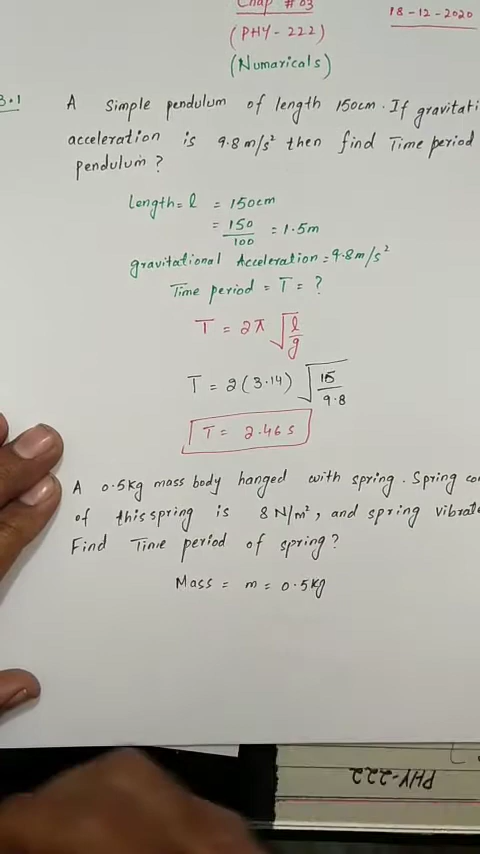 Chap # 03
18-12-2020
(PHY-222)
(Numaricals)
3.1 A Simple pendulum of length 150cm. If gravitati
acceleration is 9.8 m/s² then find Time period
pendulum?
Length = l = 150cm
= 150/100 = 1.5m
gravitational Acceleration = 9.8m/s²
Time period = T = ?
T = 2π √(l/g)
T = 2(3.14) √(15/9.8)
T = 2.46 s
A 0.5Kg mass body hanged with spring. Spring co
of this spring is 8 N/m², and spring vibrat
Find Time period of spring?
Mass = m = 0.5kg
PHY-222